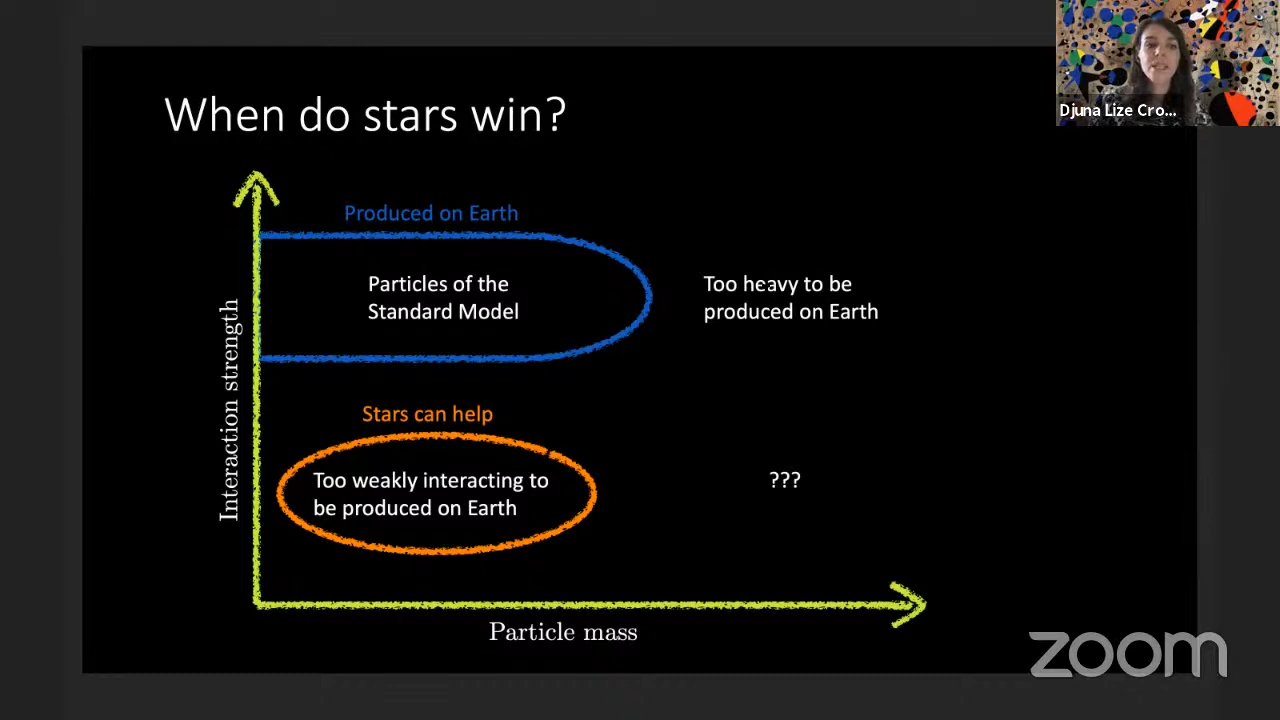 When do stars win?
Djuna Lize Cro...
Produced on Earth
Particles of the
Standard Model
Too heavy to be
produced on Earth
Interaction strength
Stars can help
Too weakly interacting to
be produced on Earth
???
Particle mass
zoom